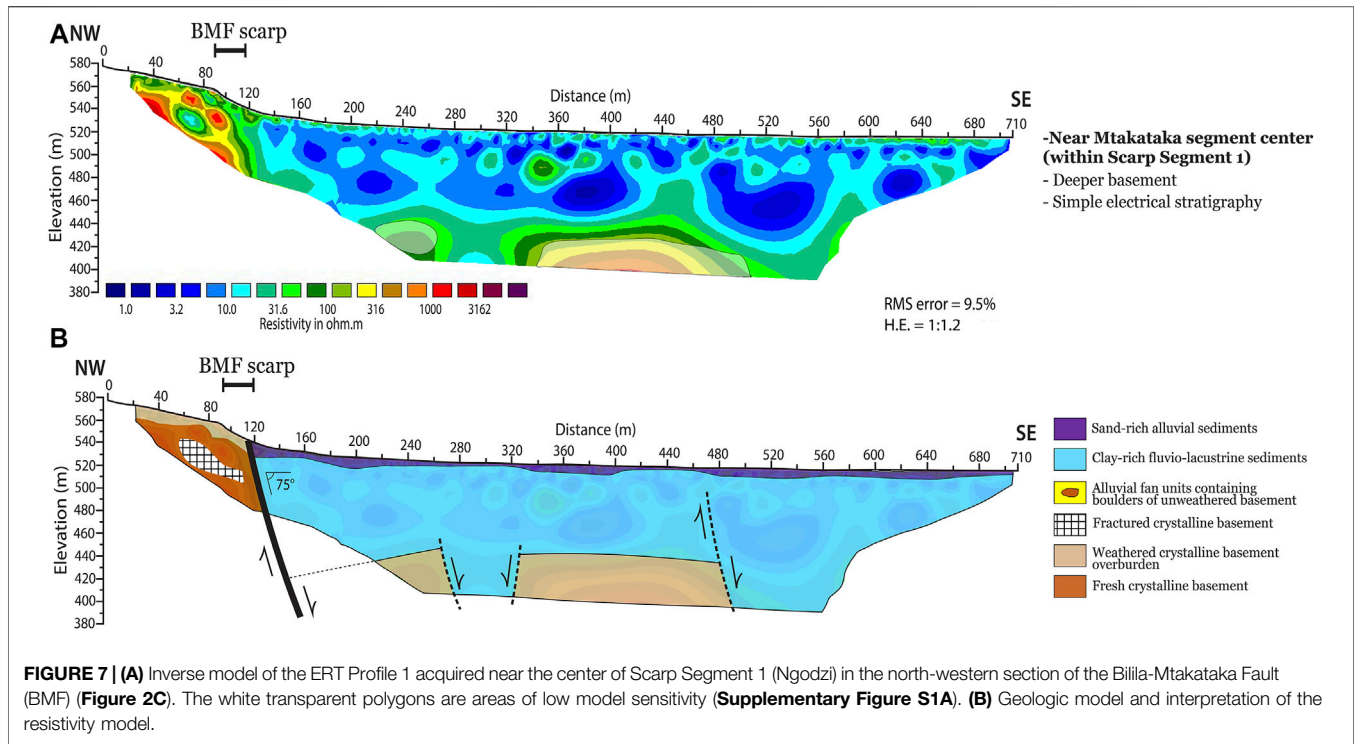 A NW
BMF scarp
0
40
80
120
160
200
240
280
320
360
400
440
480
520
560
600
640
680
710
Distance (m)
SE
580
560
540
520
500
480
460
440
420
400
380
Elevation (m)
-Near Mtakataka segment center
(within Scarp Segment 1)
- Deeper basement
- Simple electrical stratigraphy
1.0 3.2 10.0 31.6 100 316 1000 3162
Resistivity in ohm.m
RMS error = 9.5%
H.E. = 1:1.2
B
NW
BMF scarp
0
40
80
120
160
200
240
280
320
360
400
440
480
520
560
600
640
680
710
Distance (m)
SE
580
560
540
520
500
480
460
440
420
400
380
Elevation (m)
75°
Sand-rich alluvial sediments
Clay-rich fluvio-lacustrine sediments
Alluvial fan units containing
boulders of unweathered basement
Fractured crystalline basement
Weathered crystalline basement
overburden
Fresh crystalline basement
FIGURE 7 | (A) Inverse model of the ERT Profile 1 acquired near the center of Scarp Segment 1 (Ngodzi) in the north-western section of the Bilila-Mtakataka Fault
(BMF) (Figure 2C). The white transparent polygons are areas of low model sensitivity (Supplementary Figure S1A). (B) Geologic model and interpretation of the
resistivity model.